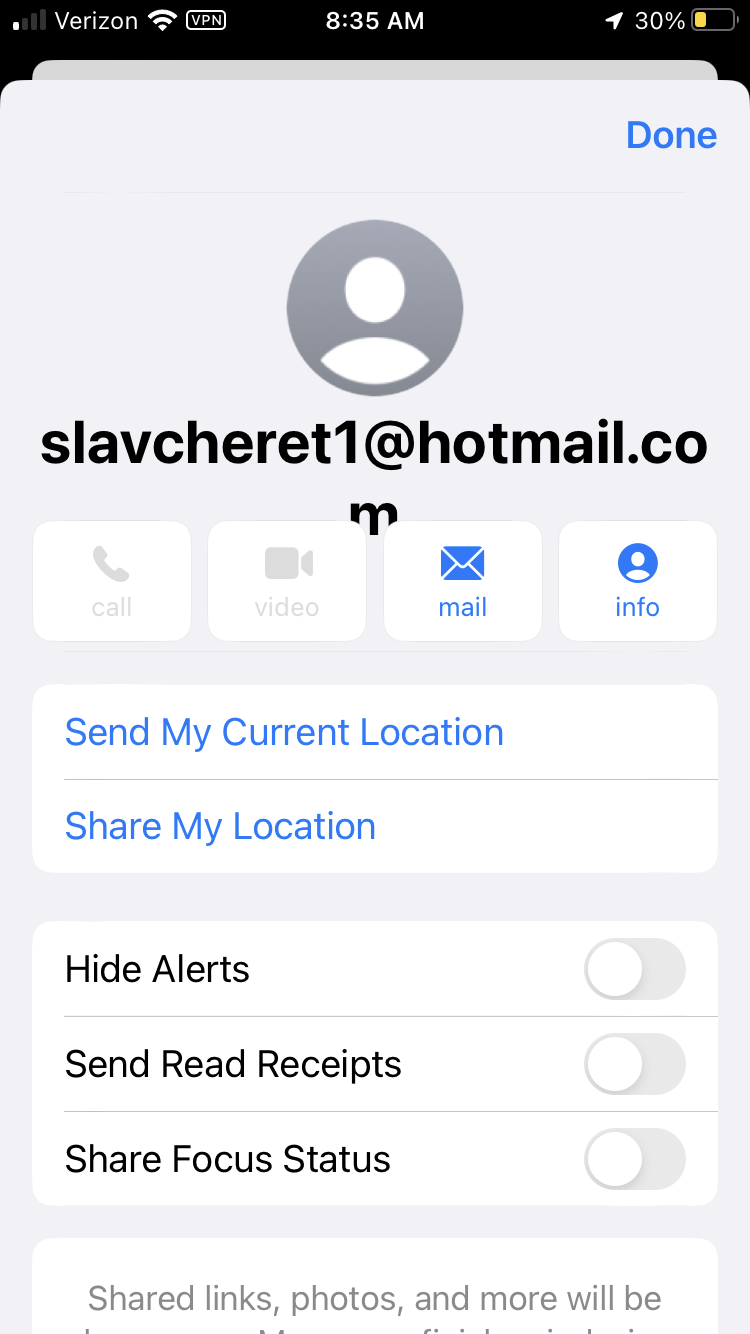 Verizon VPN 8:35 AM 30%
Done
slavcheret1@hotmail.co
m
call video mail info
Send My Current Location
Share My Location
Hide Alerts
Send Read Receipts
Share Focus Status
Shared links, photos, and more will be